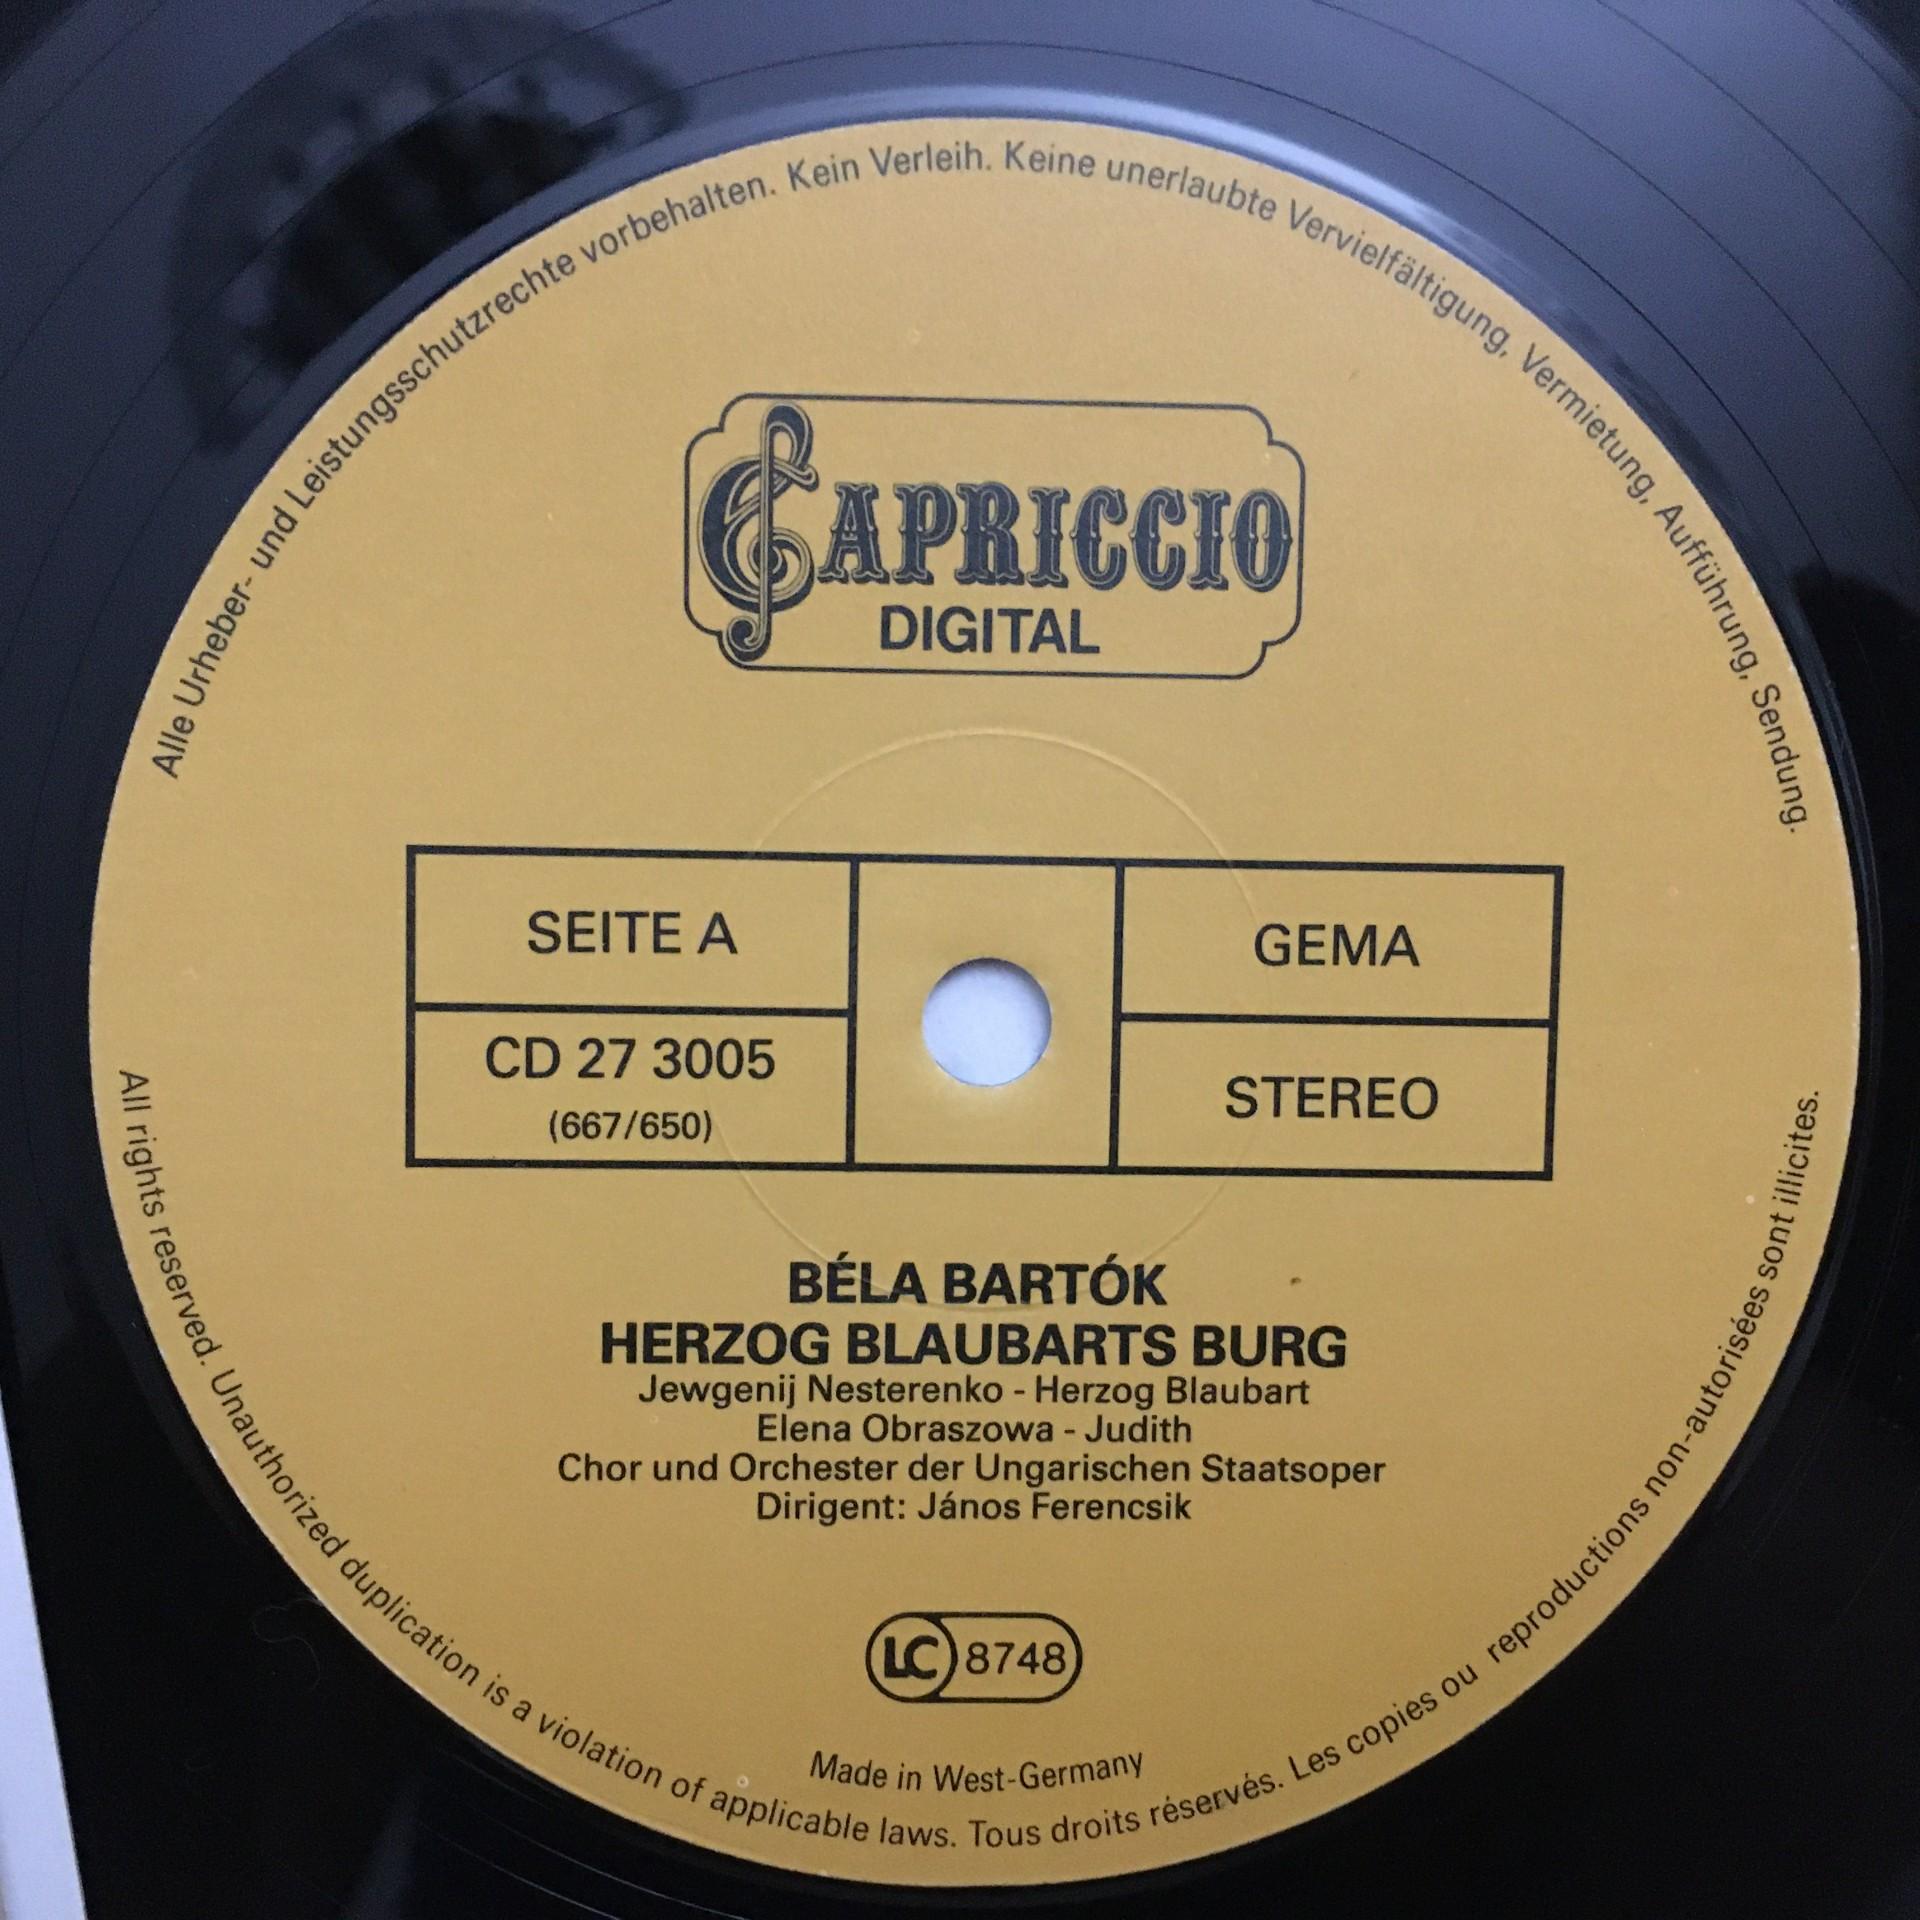 Alle Urheber- und Leistungsschutzrechte vorbehalten. Kein Verleih. Keine unerlaubte Vervielfältigung, Vermietung, Aufführung, Sendung.
CAPRICCIO
DIGITAL
SEITE A
GEMA
CD 27 3005
(667/650)
STEREO
BÉLA BARTÓK
HERZOG BLAUBARTS BURG
Jewgenij Nesterenko - Herzog Blaubart
Elena Obraszowa - Judith
Chor und Orchester der Ungarischen Staatsoper
Dirigent: János Ferencsik
LC 8748
Made in West-Germany
All rights reserved. Unauthorized duplication is a violation of applicable laws. Tous droits réservés. Les copies ou reproductions non-autorisées sont illicites.